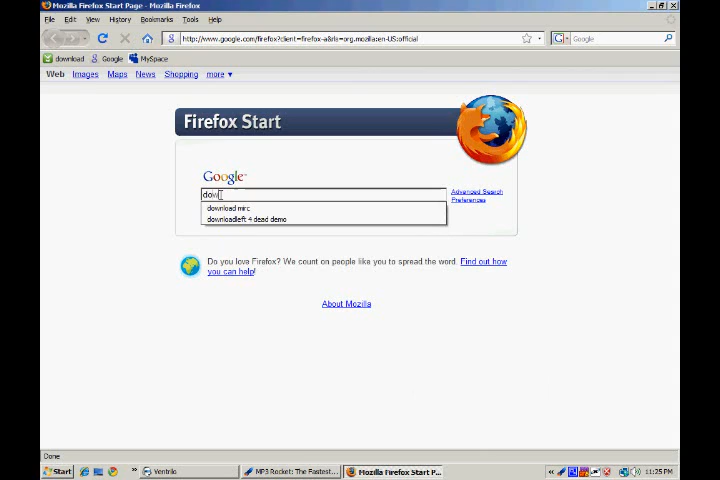 Mozilla Firefox Start Page - Mozilla Firefox
File Edit View History Bookmarks Tools Help
http://www.google.com/firefox?client=firefox-a&rls=org.mozilla:en-US:official
G Google
download Google MySpace
Web Images Maps News Shopping more ▼
Firefox Start
Google™
dow
Advanced Search
Preferences
download mirc
downloadleft 4 dead demo
Do you love Firefox? We count on people like you to spread the word. Find out how
you can help!
About Mozilla
Done
Start » Ventrilo MP3 Rocket: The Fastest... Mozilla Firefox Start P... « 11:25 PM